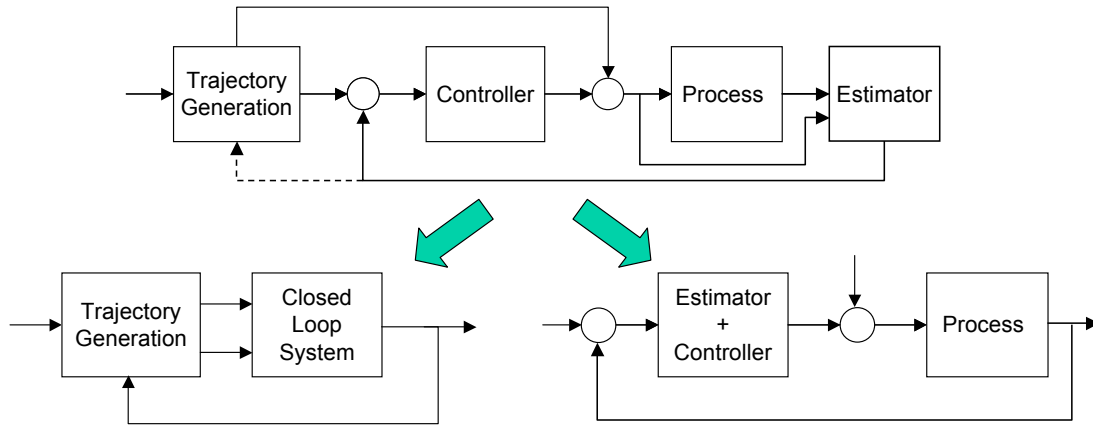 Trajectory
Generation
Controller
Process
Estimator
Trajectory
Generation
Closed
Loop
System
Estimator
+
Controller
Process